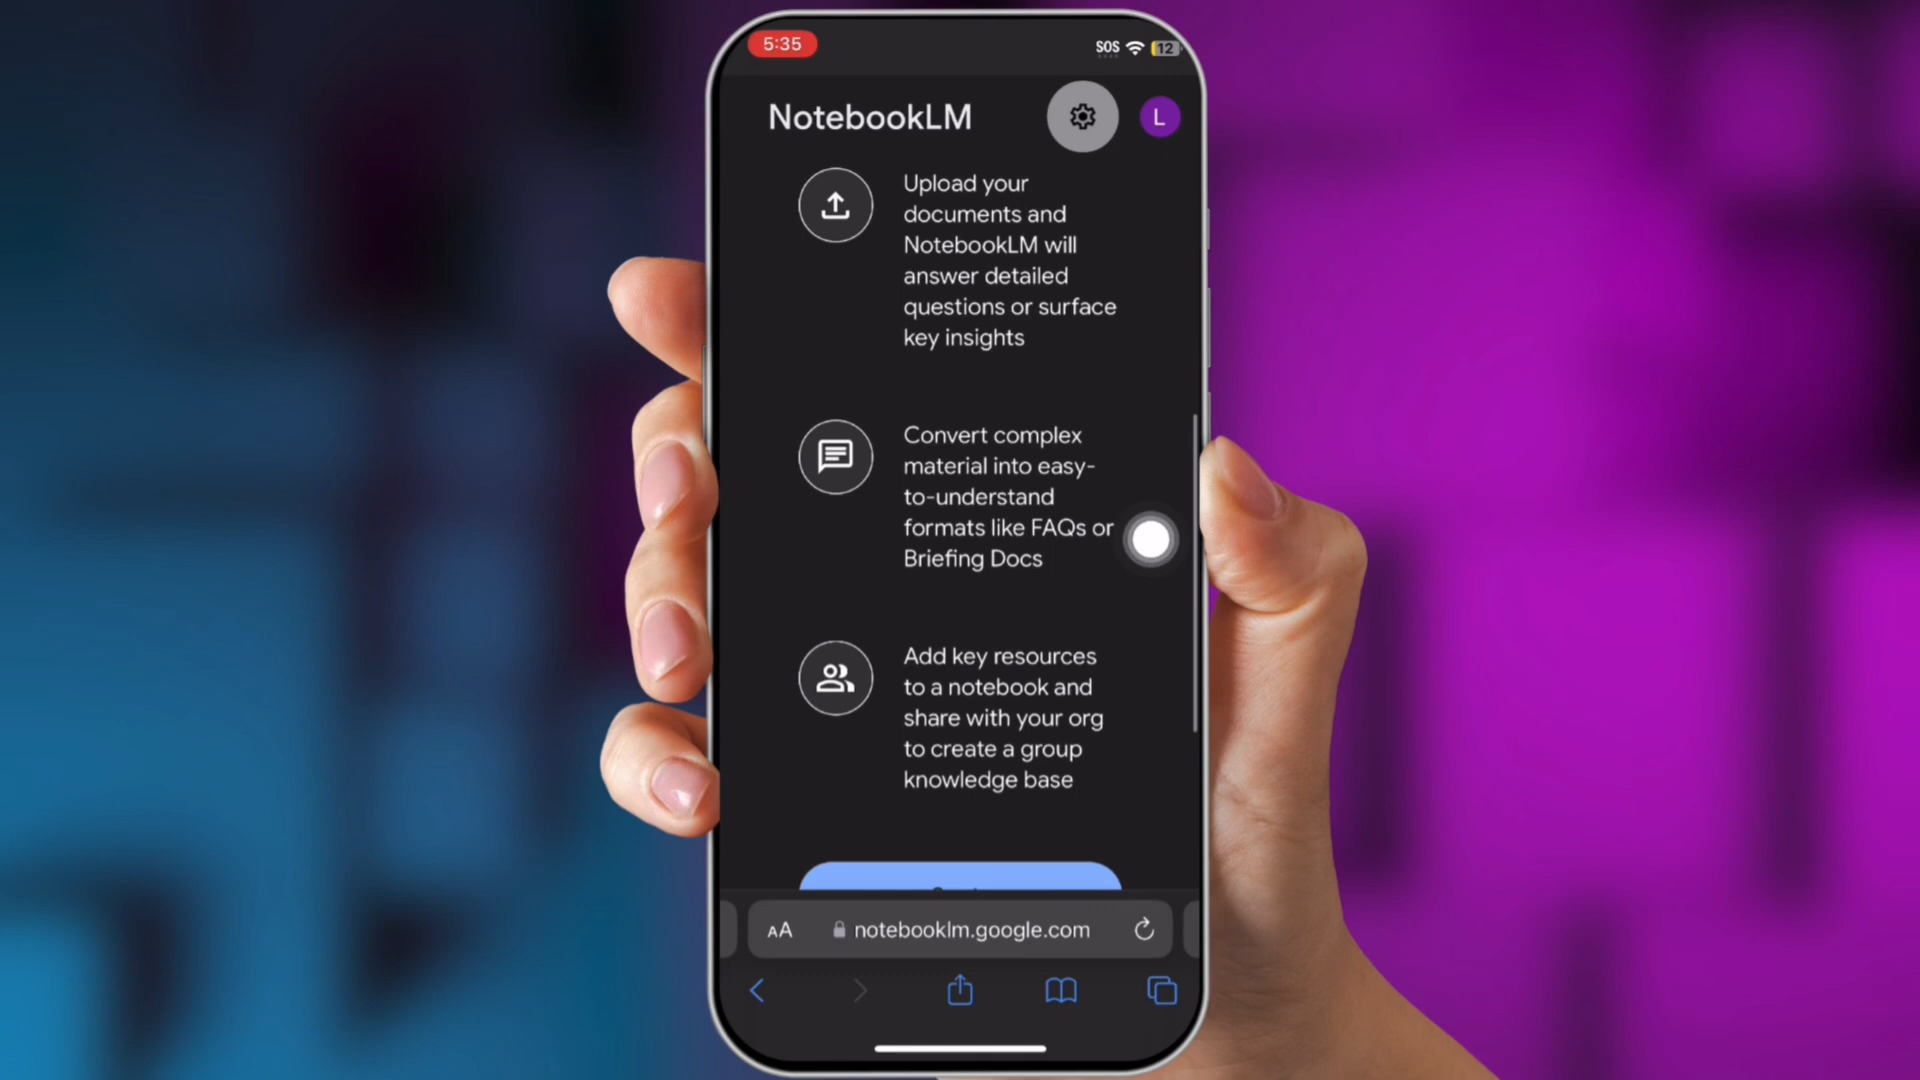 5:35
SOS
12
NotebookLM
L
Upload your
documents and
NotebookLM will
answer detailed
questions or surface
key insights
Convert complex
material into easy-
to-understand
formats like FAQs or
Briefing Docs
Add key resources
to a notebook and
share with your org
to create a group
knowledge base
AA
notebooklm.google.com